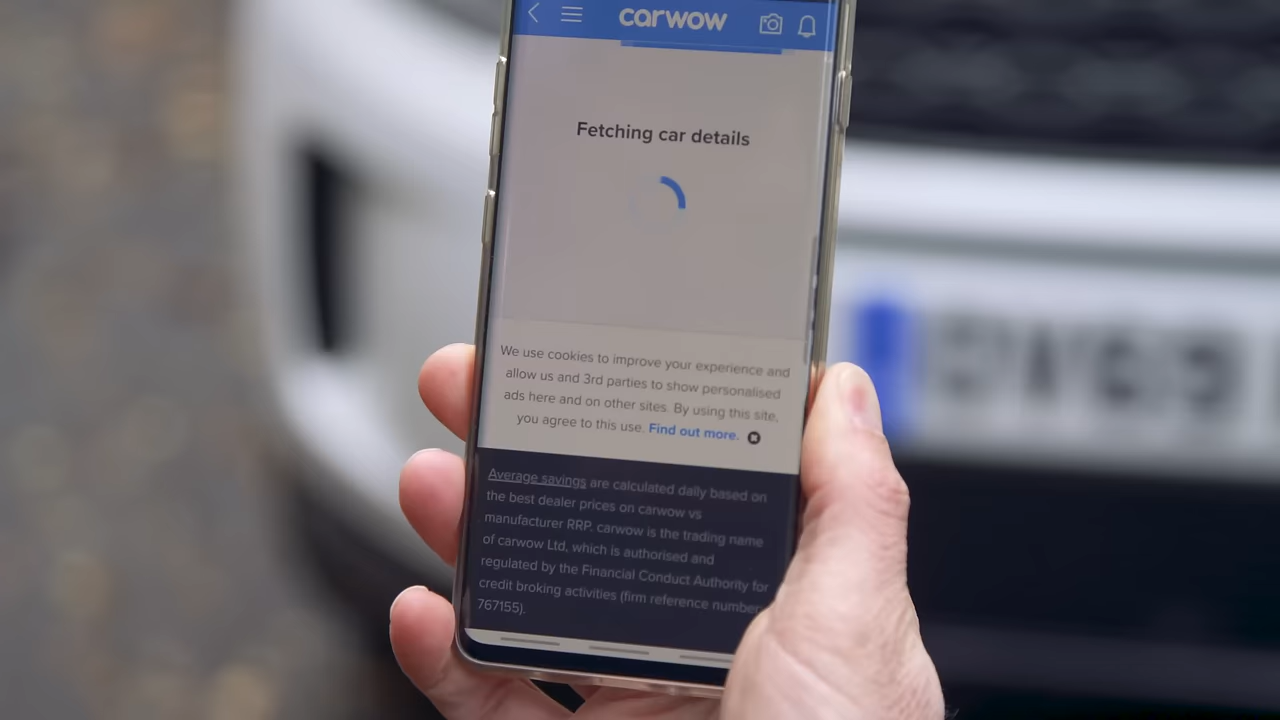 carwow
Fetching car details
We use cookies to improve your experience and
allow us and 3rd parties to show personalised
ads here and on other sites. By using this site,
you agree to this use. Find out more.
Average savings are calculated daily based on
the best dealer prices on carwow vs
manufacturer RRP. carwow is the trading name
of carwow Ltd, which is authorised and
regulated by the Financial Conduct Authority for
credit broking activities (firm reference number:
767155).